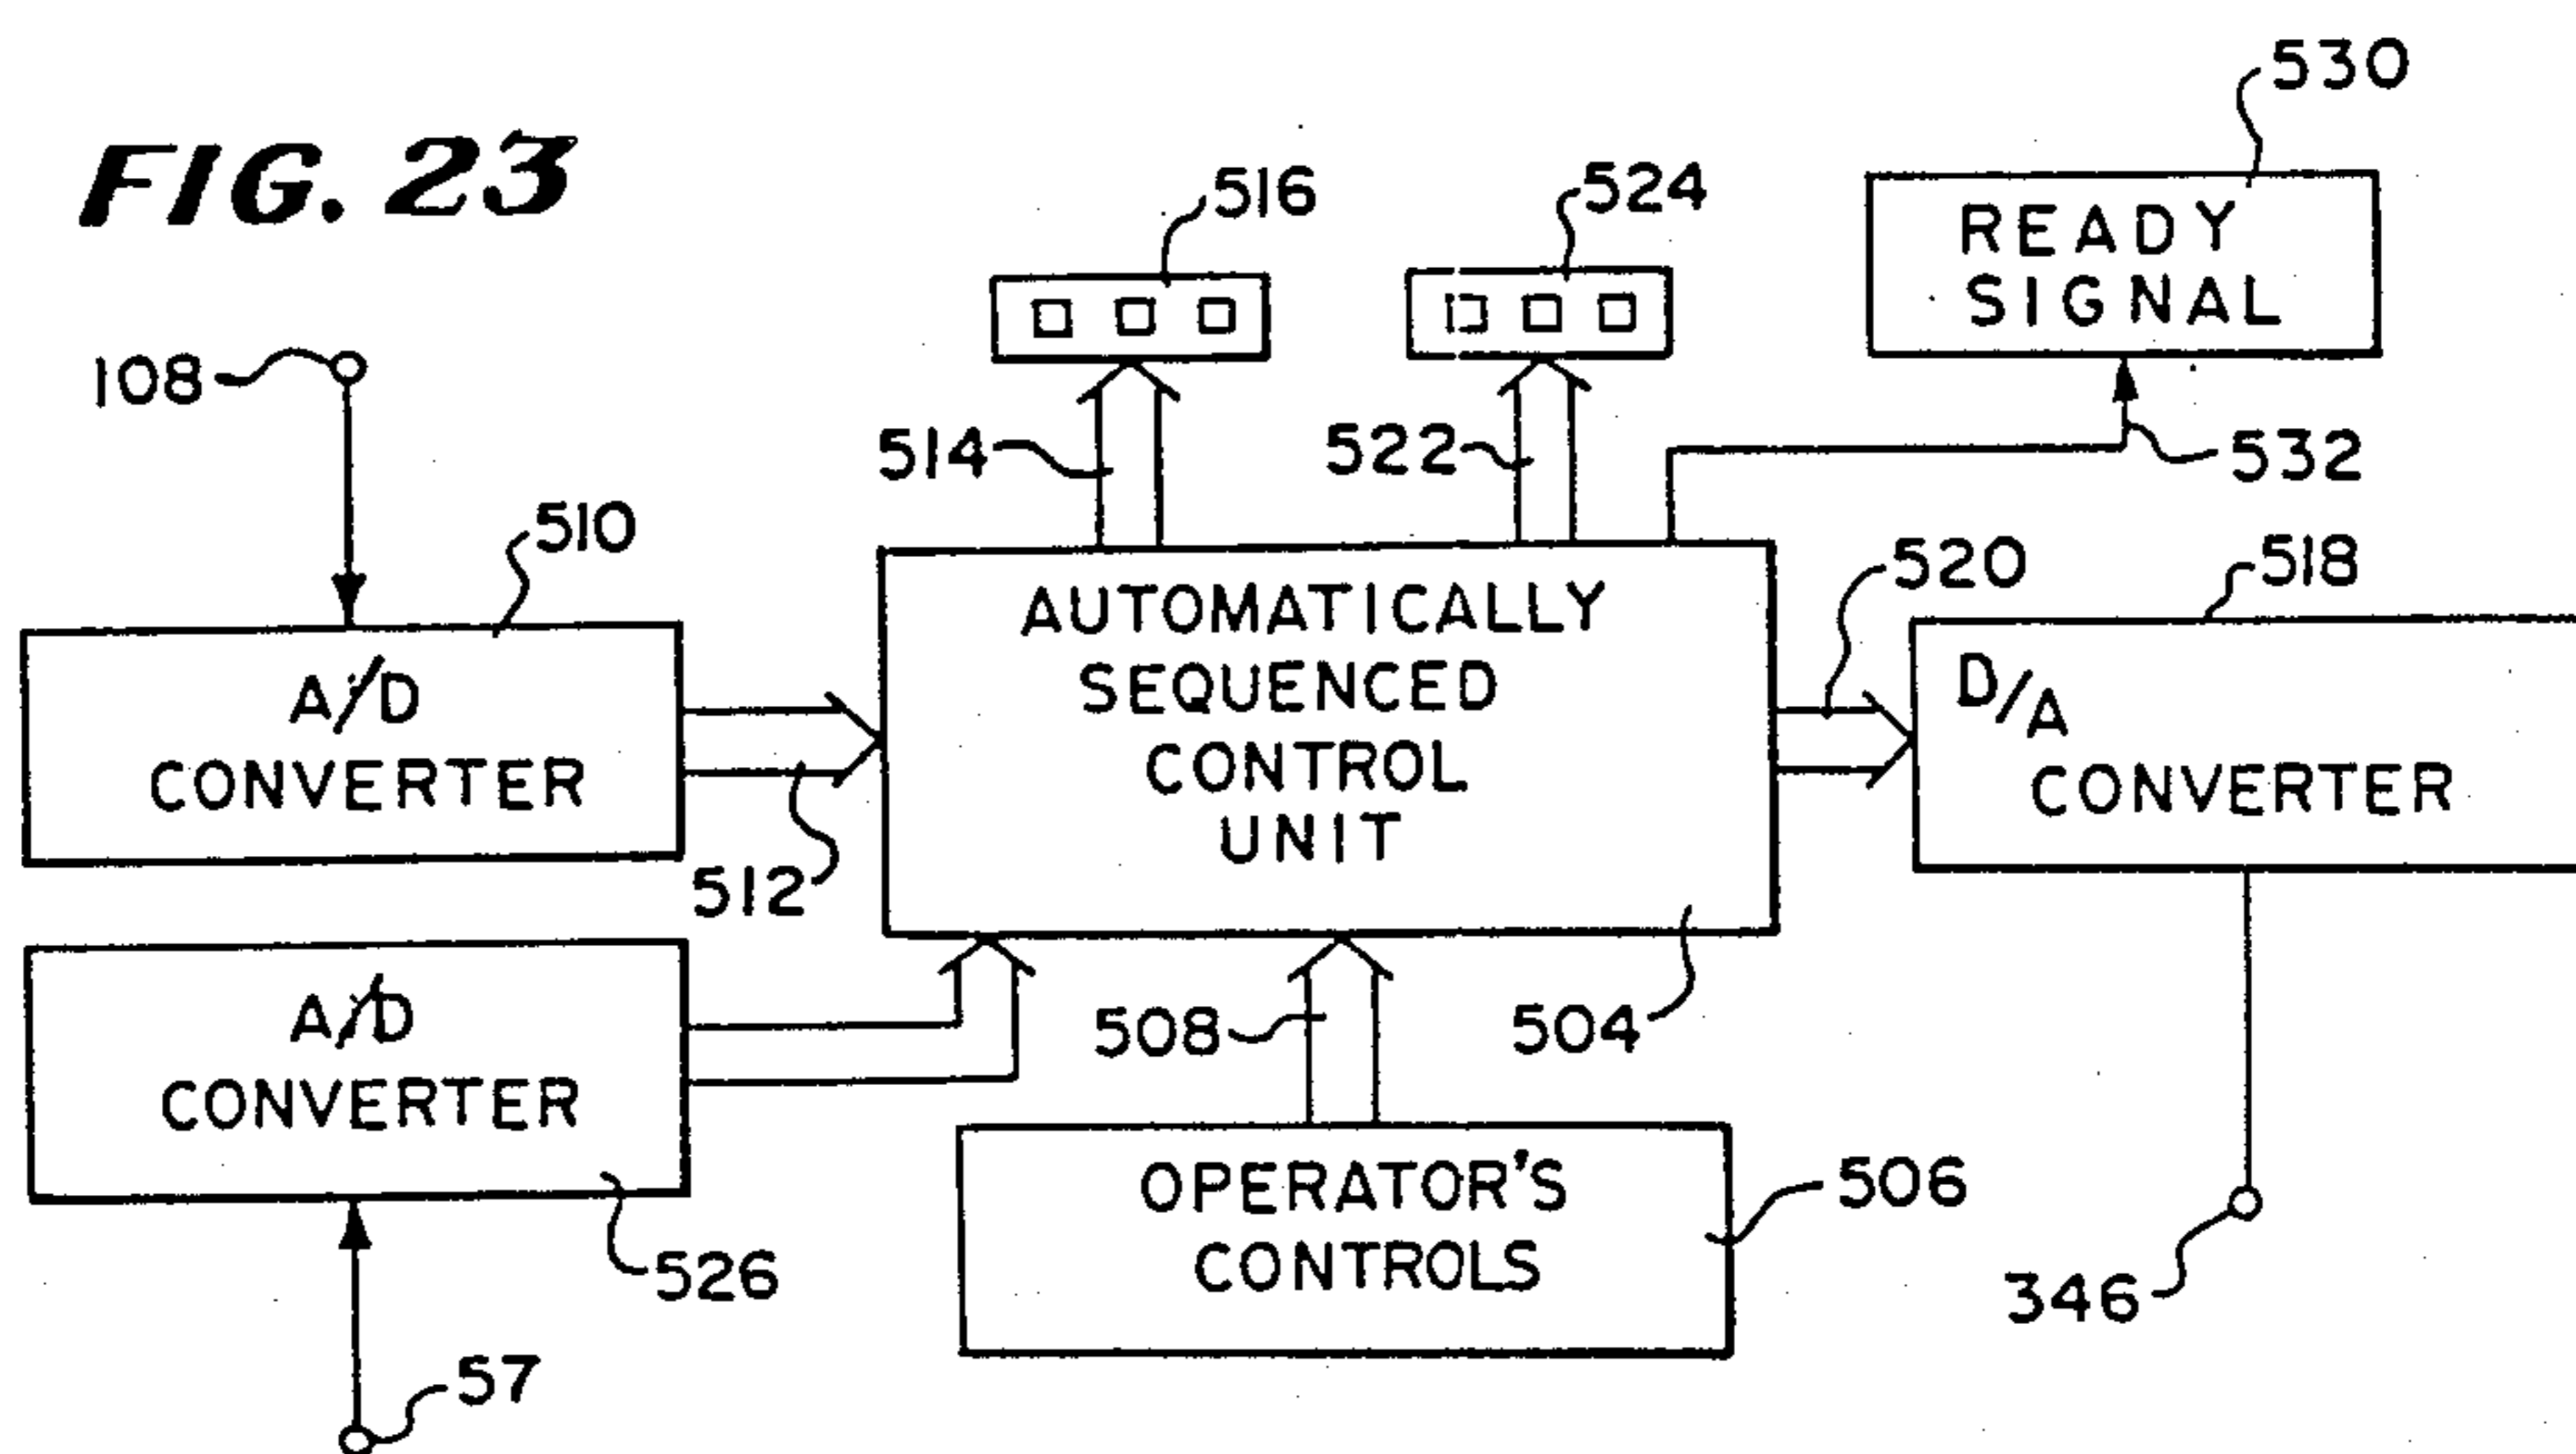 FIG. 23
530
516
524
READY
SIGNAL
108
514
522
532
510
520
518
A/D
CONVERTER
512
AUTOMATICALLY
SEQUENCED
CONTROL
UNIT
D/A
CONVERTER
A/D
CONVERTER
508
504
526
OPERATOR'S
CONTROLS
506
346
57